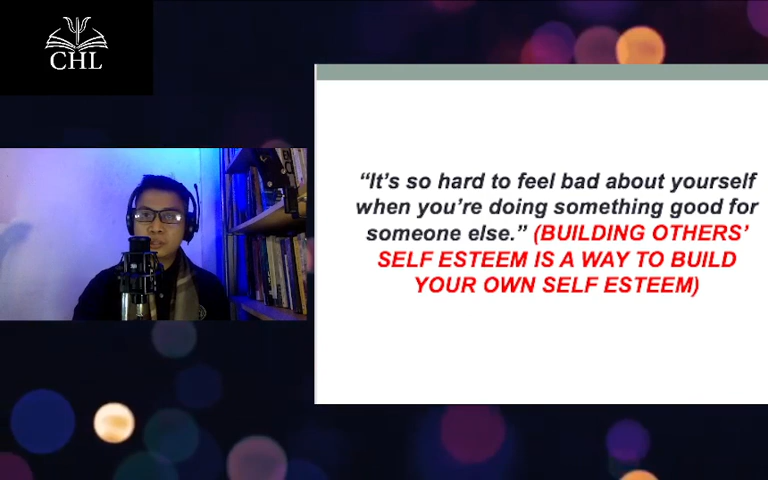 CHL
“It’s so hard to feel bad about yourself
when you’re doing something good for
someone else.” (BUILDING OTHERS’
SELF ESTEEM IS A WAY TO BUILD
YOUR OWN SELF ESTEEM)